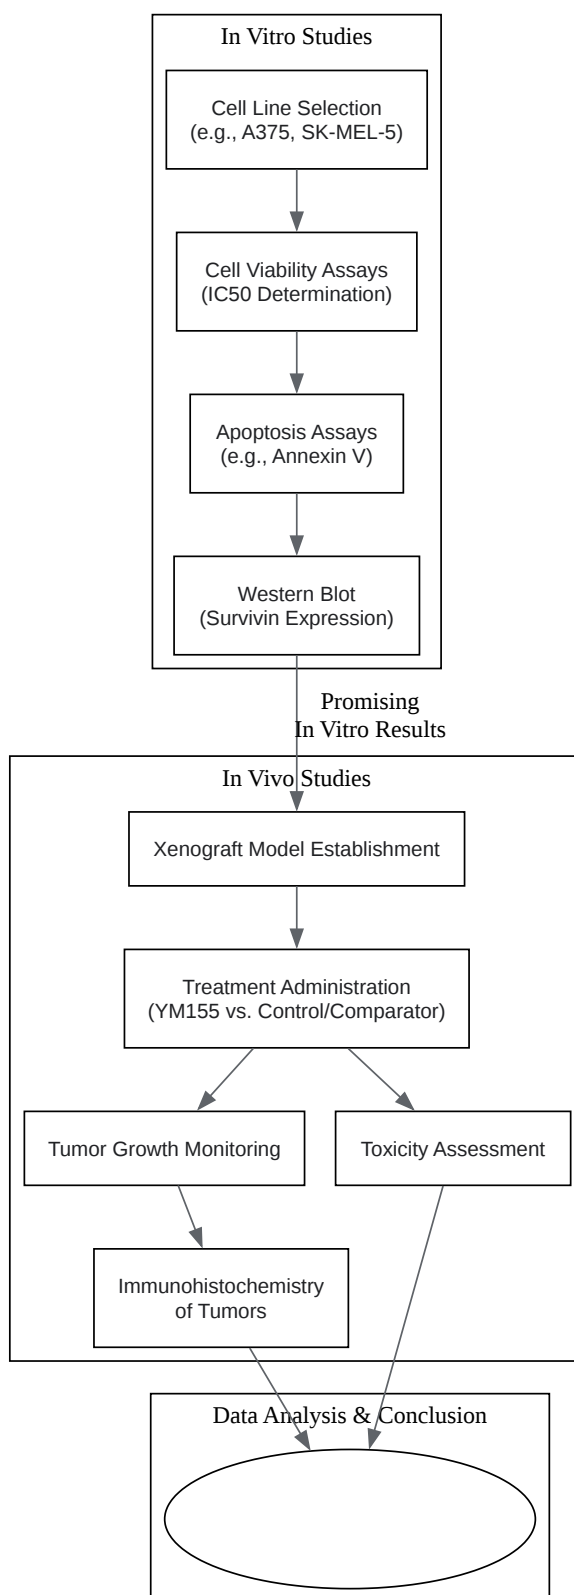 In Vitro Studies
Cell Line Selection
(e.g., A375, SK-MEL-5)
Cell Viability Assays
(IC50 Determination)
Apoptosis Assays
(e.g., Annexin V)
Western Blot
(Survivin Expression)
Promising
In Vitro Results
In Vivo Studies
Xenograft Model Establishment
Treatment Administration
(YM155 vs. Control/Comparator)
Tumor Growth Monitoring
Toxicity Assessment
Immunohistochemistry
of Tumors
Data Analysis & Conclusion